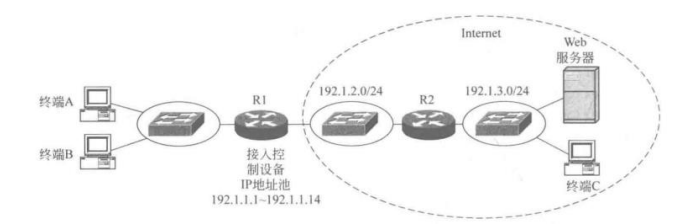 Internet
Web
服务器
终端A
R1
192.1.2.0/24
R2
192.1.3.0/24
终端B
接入控
制设备
IP地址池
192.1.1.1~192.1.1.14
终端C